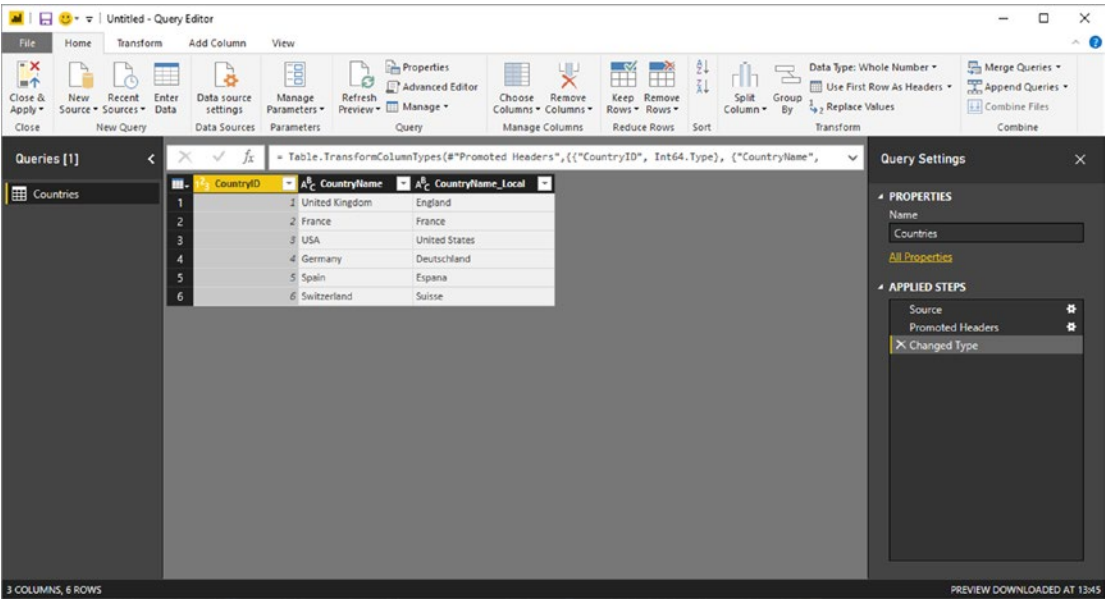 Untitled - Query Editor
File Home Transform Add Column View
Close & Apply
New Source
Recent Sources
Enter Data
Data source settings
Manage Parameters
Refresh Preview
Properties
Advanced Editor
Manage
Choose Columns
Remove Columns
Keep Rows
Remove Rows
Split Column
Group By
Data Type: Whole Number
Use First Row As Headers
Replace Values
Merge Queries
Append Queries
Combine Files
Close New Query Data Sources Parameters Query Manage Columns Reduce Rows Sort Transform Combine
Queries [1]
Countries
fx = Table.TransformColumnTypes(#"Promoted Headers",{{"CountryID", Int64.Type}, {"CountryName",
CountryID CountryName CountryName_Local
1 1 United Kingdom England
2 2 France France
3 3 USA United States
4 4 Germany Deutschland
5 5 Spain Espana
6 6 Switzerland Suisse
Query Settings
PROPERTIES
Name
Countries
All Properties
APPLIED STEPS
Source
Promoted Headers
Changed Type
3 COLUMNS, 6 ROWS
PREVIEW DOWNLOADED AT 13:45